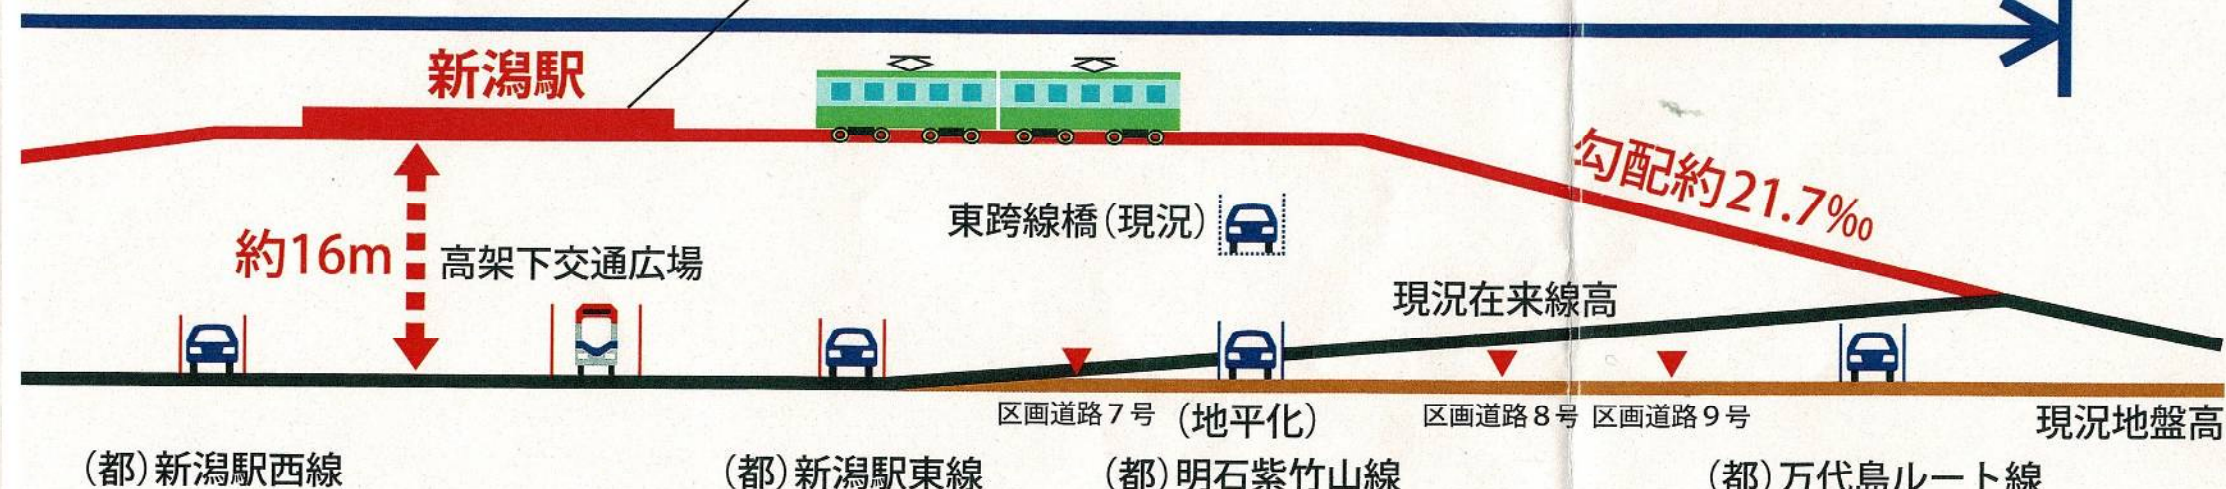 新潟駅
勾配約21.7‰
東跨線橋(現況)
約16m
高架下交通広場
現況在来線高
区画道路7号
(地平化)
区画道路8号
区画道路9号
現況地盤高
(都)新潟駅西線
(都)新潟駅東線
(都)明石紫竹山線
(都)万代島ルート線